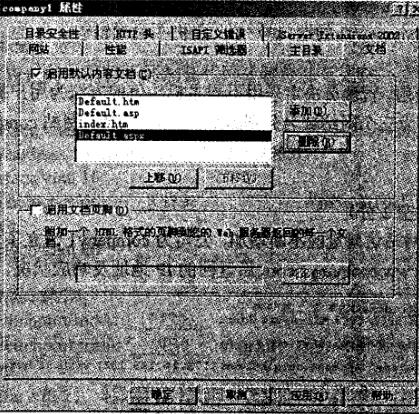 company1 属性
目录安全性 HTTP 头 自定义错误 Server Extensions 2002
网站 性能 ISAPI 筛选器 主目录 文档
启用默认内容文档(C)
Default.htm
Default.asp
index.htm
Default.aspx
添加(D)...
删除(R)
上移(U) 下移(V)
启用文档页脚(O)
附加一个 HTML 格式的页脚到您的 Web 服务器返回的每一个文
档。
确定 取消 应用(A) 帮助